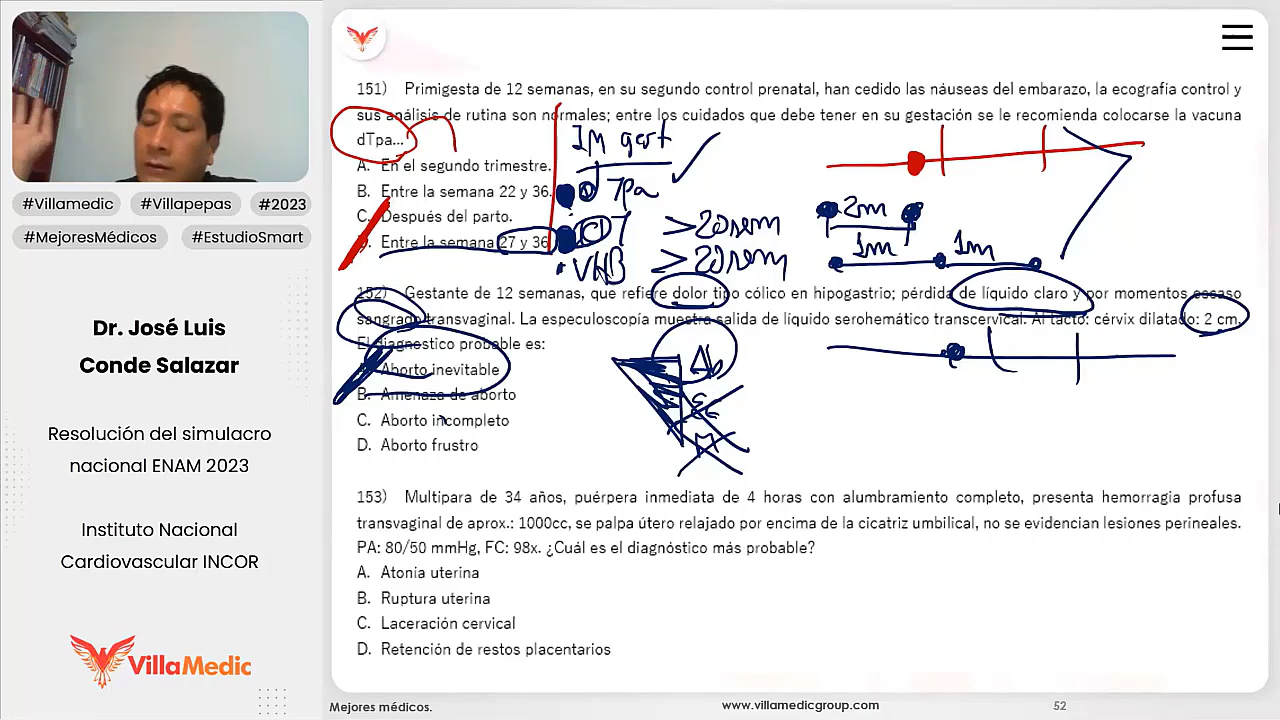 151) Primigesta de 12 semanas, en su segundo control prenatal, han cedido las náuseas del embarazo, la ecografía control y
sus análisis de rutina son normales; entre los cuidados que debe tener en su gestación se le recomienda colocarse la vacuna
dTpa...
A. En el segundo trimestre.
B. Entre la semana 22 y 36.
C. Después del parto.
D. Entre la semana 27 y 36
Im gest
dTpa
DT >20sem
VHB >20sem
2m
1m 1m
152) Gestante de 12 semanas, que refiere dolor tipo cólico en hipogastrio; pérdida de líquido claro y por momentos escaso
sangrado transvaginal. La especuloscopía muestra salida de líquido serohemático transcervical. Al tacto: cérvix dilatado: 2 cm.
El diagnostico probable es:
A. Aborto inevitable
B. Amenaza de aborto
C. Aborto incompleto
D. Aborto frustro
Ab
153) Multipara de 34 años, puérpera inmediata de 4 horas con alumbramiento completo, presenta hemorragia profusa
transvaginal de aprox.: 1000cc, se palpa útero relajado por encima de la cicatriz umbilical, no se evidencian lesiones perineales.
PA: 80/50 mmHg, FC: 98x. ¿Cuál es el diagnóstico más probable?
A. Atonia uterina
B. Ruptura uterina
C. Laceración cervical
D. Retención de restos placentarios
#Villamedic #Villapepas #2023
#MejoresMédicos #EstudioSmart
Dr. José Luis
Conde Salazar
Resolución del simulacro
nacional ENAM 2023
Instituto Nacional
Cardiovascular INCOR
VillaMedic
Mejores médicos. www.villamedicgroup.com 52